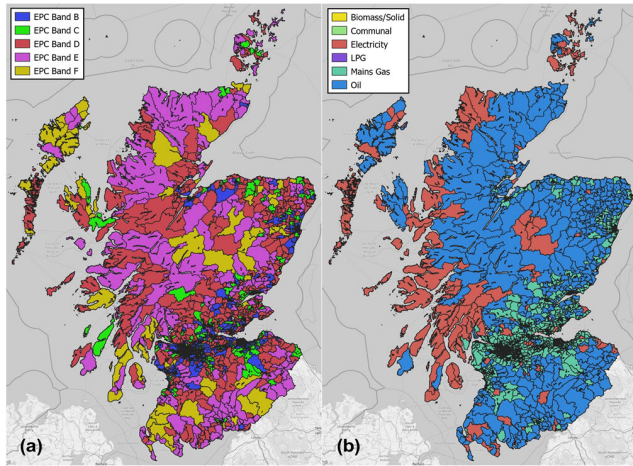 EPC Band B
EPC Band C
EPC Band D
EPC Band E
EPC Band F
(a)
Biomass/Solid
Communal
Electricity
LPG
Mains Gas
Oil
(b)